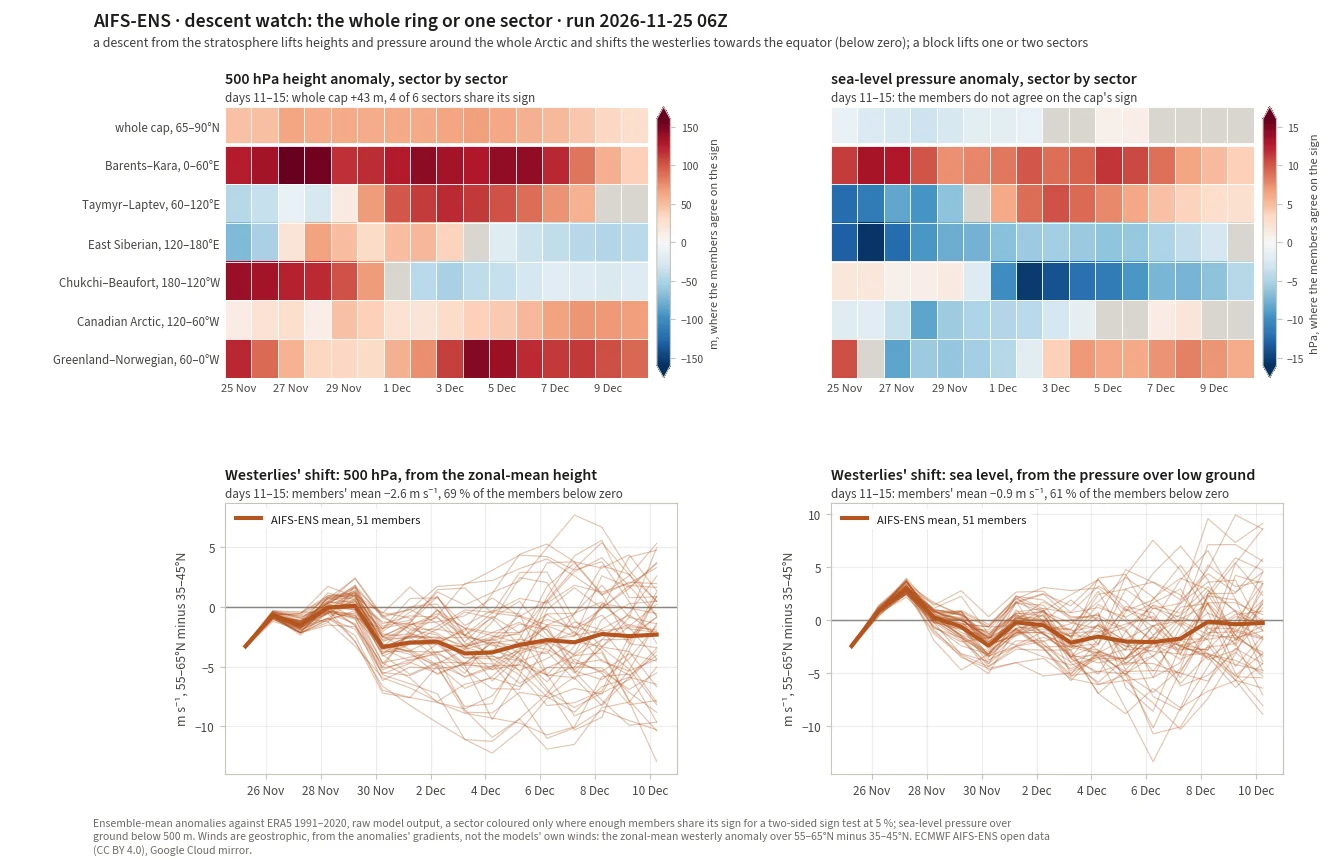 AIFS-ENS · descent watch: the whole ring or one sector · run 2026-11-25 06Z
a descent from the stratosphere lifts heights and pressure around the whole Arctic and shifts the westerlies towards the equator (below zero); a block lifts one or two sectors
500 hPa height anomaly, sector by sector
days 11–15: whole cap +43 m, 4 of 6 sectors share its sign
whole cap, 65–90°N
Barents–Kara, 0–60°E
Taymyr–Laptev, 60–120°E
East Siberian, 120–180°E
Chukchi–Beaufort, 180–120°W
Canadian Arctic, 120–60°W
Greenland–Norwegian, 60–0°W
25 Nov 27 Nov 29 Nov 1 Dec 3 Dec 5 Dec 7 Dec 9 Dec
150
100
50
0
−50
−100
−150
m, where the members agree on the sign
sea-level pressure anomaly, sector by sector
days 11–15: the members do not agree on the cap's sign
25 Nov 27 Nov 29 Nov 1 Dec 3 Dec 5 Dec 7 Dec 9 Dec
15
10
5
0
−5
−10
−15
hPa, where the members agree on the sign
Westerlies' shift: 500 hPa, from the zonal-mean height
days 11–15: members' mean −2.6 m s⁻¹, 69 % of the members below zero
AIFS-ENS mean, 51 members
m s⁻¹, 55–65°N minus 35–45°N
5
0
−5
−10
26 Nov 28 Nov 30 Nov 2 Dec 4 Dec 6 Dec 8 Dec 10 Dec
Westerlies' shift: sea level, from the pressure over low ground
days 11–15: members' mean −0.9 m s⁻¹, 61 % of the members below zero
AIFS-ENS mean, 51 members
m s⁻¹, 55–65°N minus 35–45°N
10
5
0
−5
−10
26 Nov 28 Nov 30 Nov 2 Dec 4 Dec 6 Dec 8 Dec 10 Dec
Ensemble-mean anomalies against ERA5 1991–2020, raw model output, a sector coloured only where enough members share its sign for a two-sided sign test at 5 %; sea-level pressure over
ground below 500 m. Winds are geostrophic, from the anomalies' gradients, not the models' own winds: the zonal-mean westerly anomaly over 55–65°N minus 35–45°N. ECMWF AIFS-ENS open data
(CC BY 4.0), Google Cloud mirror.